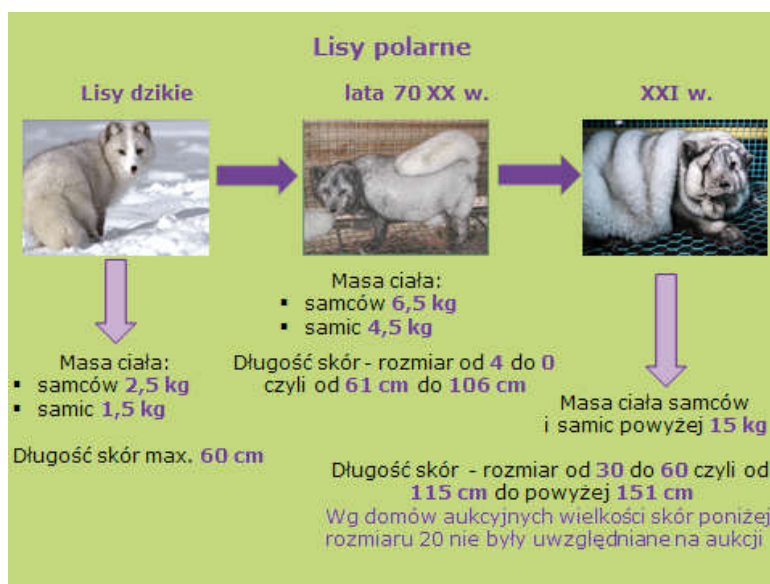 Lisy polarne
Lisy dzikie
lata 70 XX w.
XXI w.
Masa ciała:
▪ samców 2,5 kg
▪ samic 1,5 kg
Długość skór max. 60 cm
Masa ciała:
▪ samców 6,5 kg
▪ samic 4,5 kg
Długość skór - rozmiar od 4 do 0
czyli od 61 cm do 106 cm
Masa ciała samców
i samic powyżej 15 kg
Długość skór - rozmiar od 30 do 60 czyli od
115 cm do powyżej 151 cm
Wg domów aukcyjnych wielkości skór poniżej
rozmiaru 20 nie były uwzględniane na aukcji